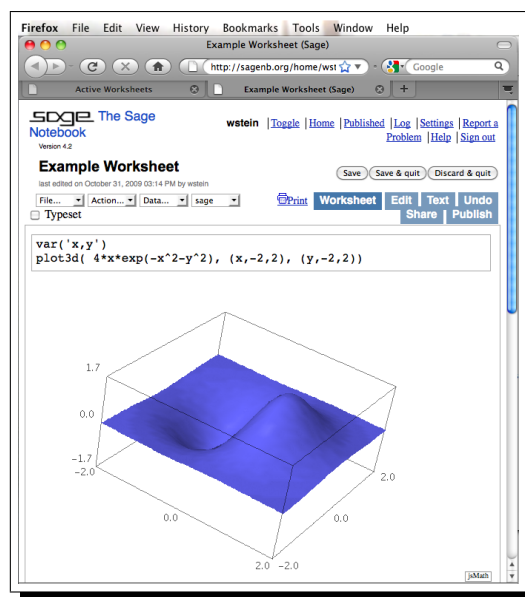 Firefox File Edit View History Bookmarks Tools Window Help
Example Worksheet (Sage)
http://sagenb.org/home/wst
Google
Active Worksheets
Example Worksheet (Sage)
sage The Sage Notebook
Version 4.2
wstein | Toggle | Home | Published | Log | Settings | Report a Problem | Help | Sign out
Example Worksheet
last edited on October 31, 2009 03:14 PM by wstein
Save Save & quit Discard & quit
File... Action... Data... sage
Print Worksheet Edit Text Undo
Typeset
Share Publish
var('x,y')
plot3d( 4*x*exp(-x^2-y^2), (x,-2,2), (y,-2,2))
1.7
0.0
-1.7
-2.0
0.0
2.0
-2.0
0.0
2.0
jsMath